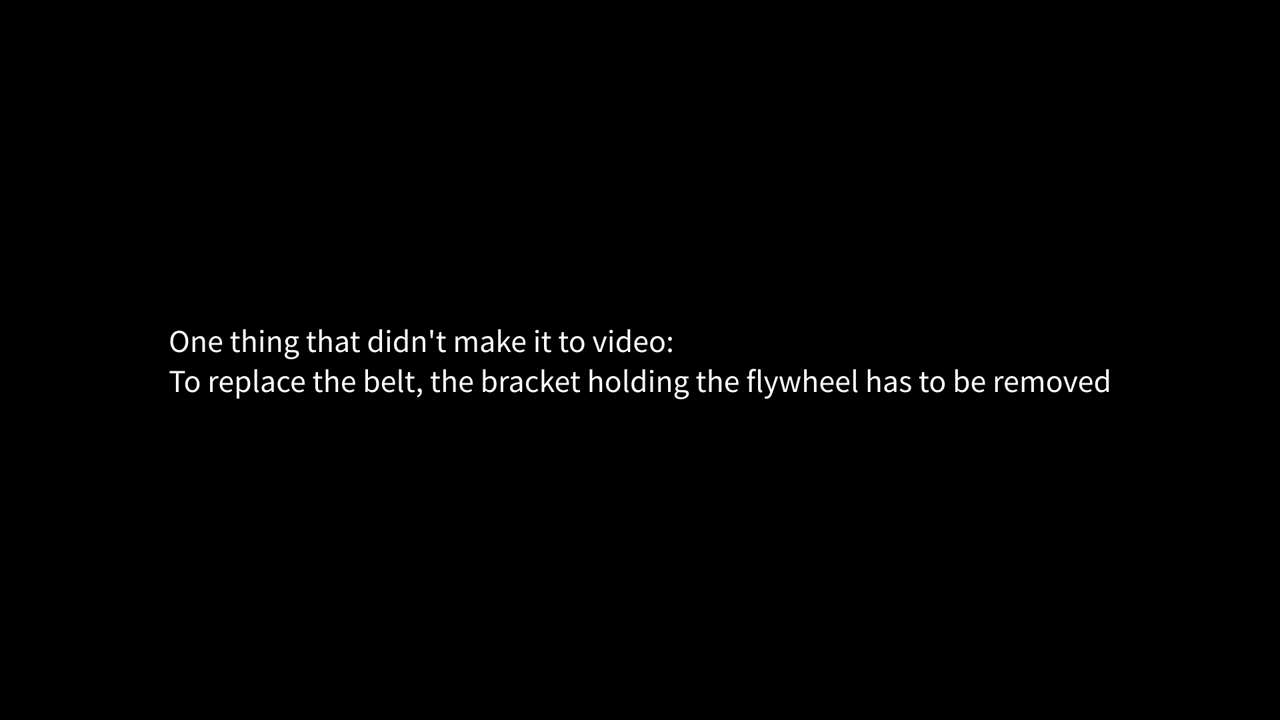 One thing that didn't make it to video:
To replace the belt, the bracket holding the flywheel has to be removed